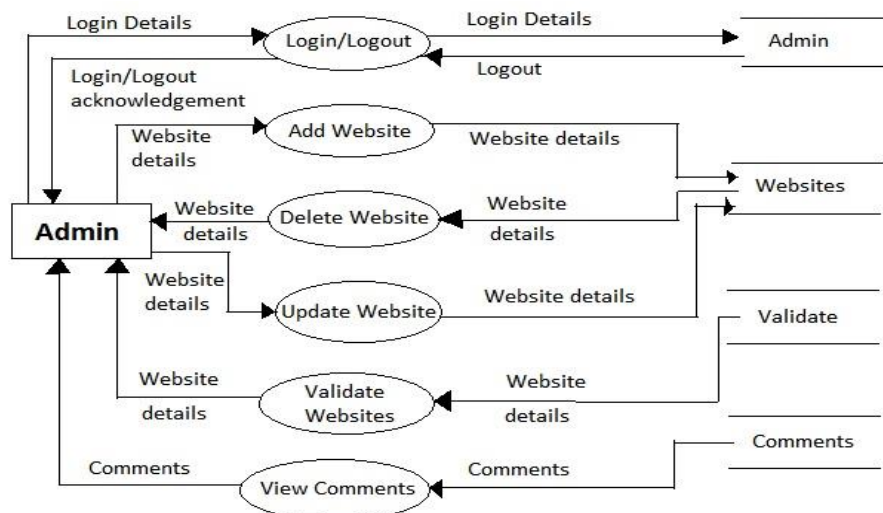 Login Details
Login/Logout
Login Details
Admin
Login/Logout
acknowledgement
Logout
Website
details
Add Website
Website details
Websites
Website
details
Delete Website
Website
details
Admin
Website
details
Update Website
Website details
Validate
Website
details
Validate
Websites
Website
details
Comments
View Comments
Comments
Comments